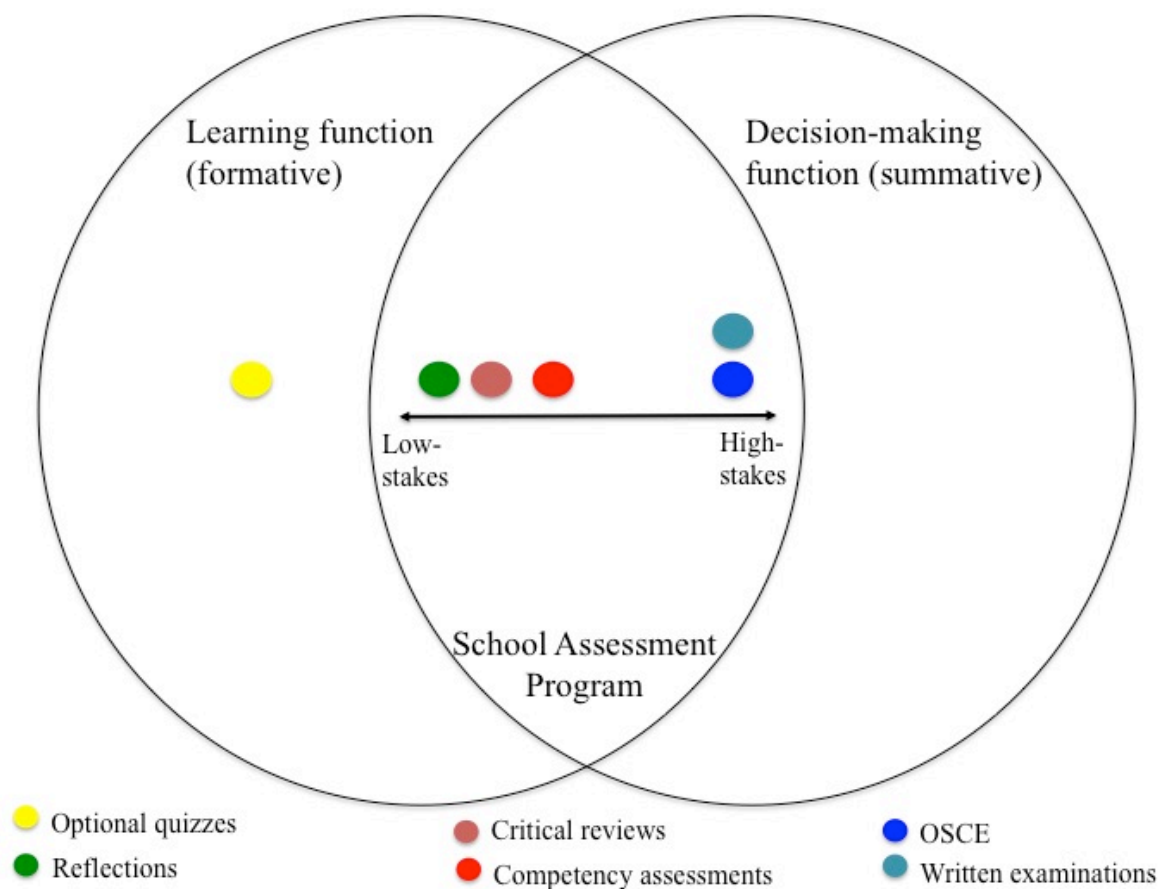 Learning function
(formative)
Decision-making
function (summative)
Low-
stakes
High-
stakes
School Assessment
Program
Optional quizzes
Reflections
Critical reviews
Competency assessments
OSCE
Written examinations